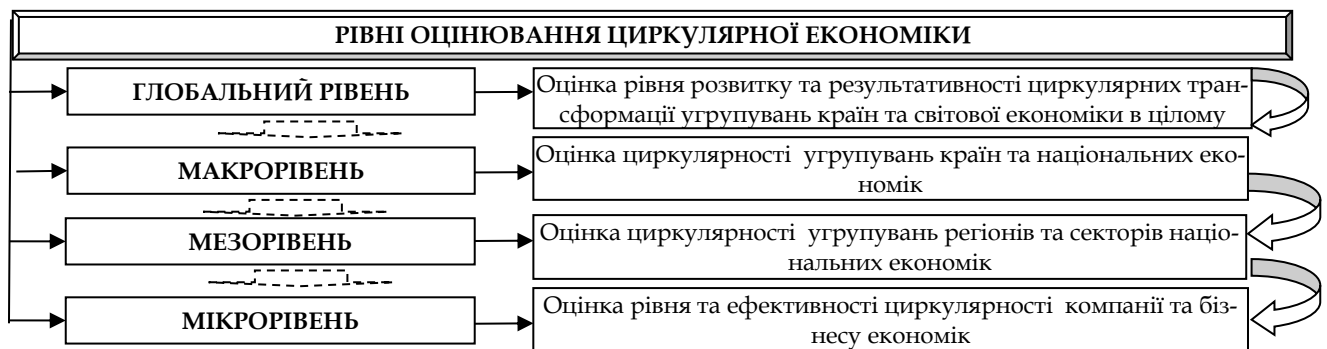 РІВНІ ОЦІНЮВАННЯ ЦИРКУЛЯРНОЇ ЕКОНОМІКИ
ГЛОБАЛЬНИЙ РІВЕНЬ
Оцінка рівня розвитку та результативності циркулярних тран-
сформації угрупувань країн та світової економіки в цілому
МАКРОРІВЕНЬ
Оцінка циркулярності угрупувань країн та національних еко-
номік
МЕЗОРІВЕНЬ
Оцінка циркулярності угрупувань регіонів та секторів націо-
нальних економік
МІКРОРІВЕНЬ
Оцінка рівня та ефективності циркулярності компанії та біз-
несу економік